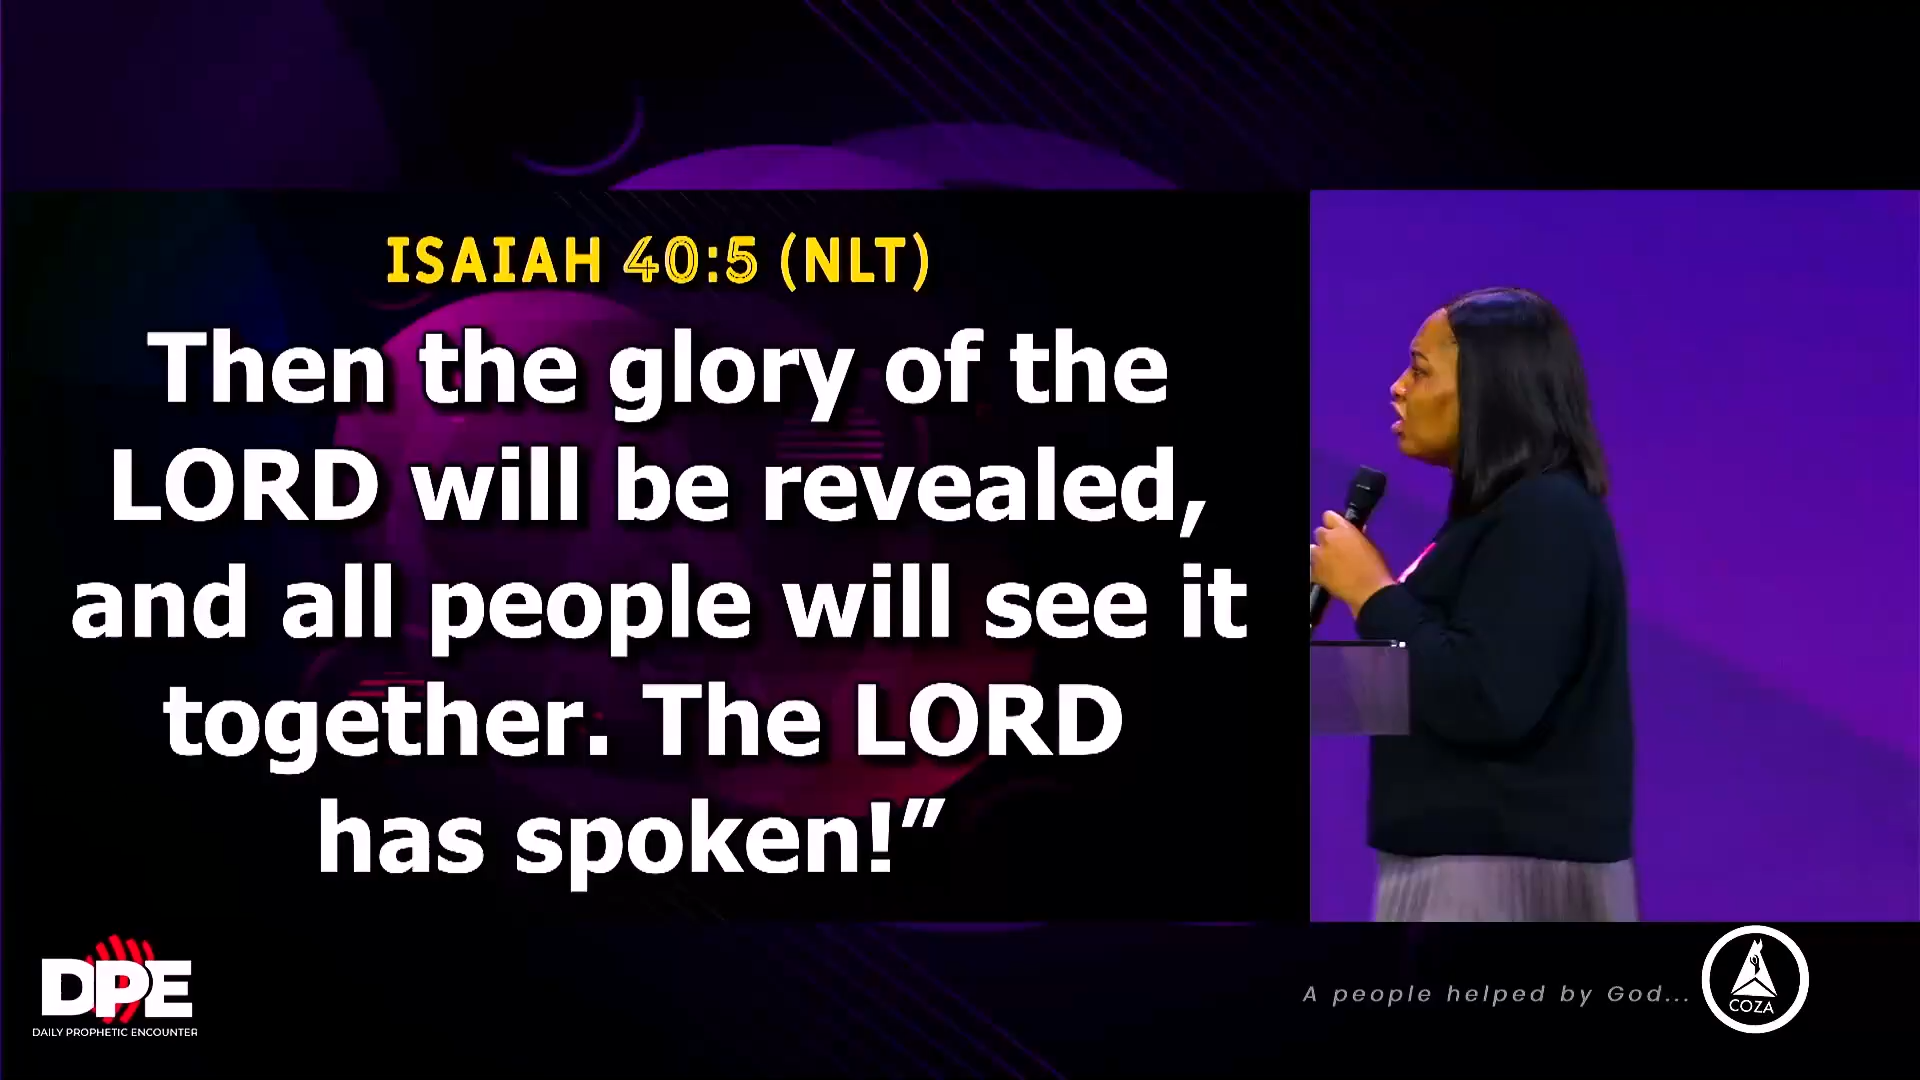 ISAIAH 40:5 (NLT)
Then the glory of the
LORD will be revealed,
and all people will see it
together. The LORD
has spoken!”
DPE
DAILY PROPHETIC ENCOUNTER
A people helped by God...
COZA